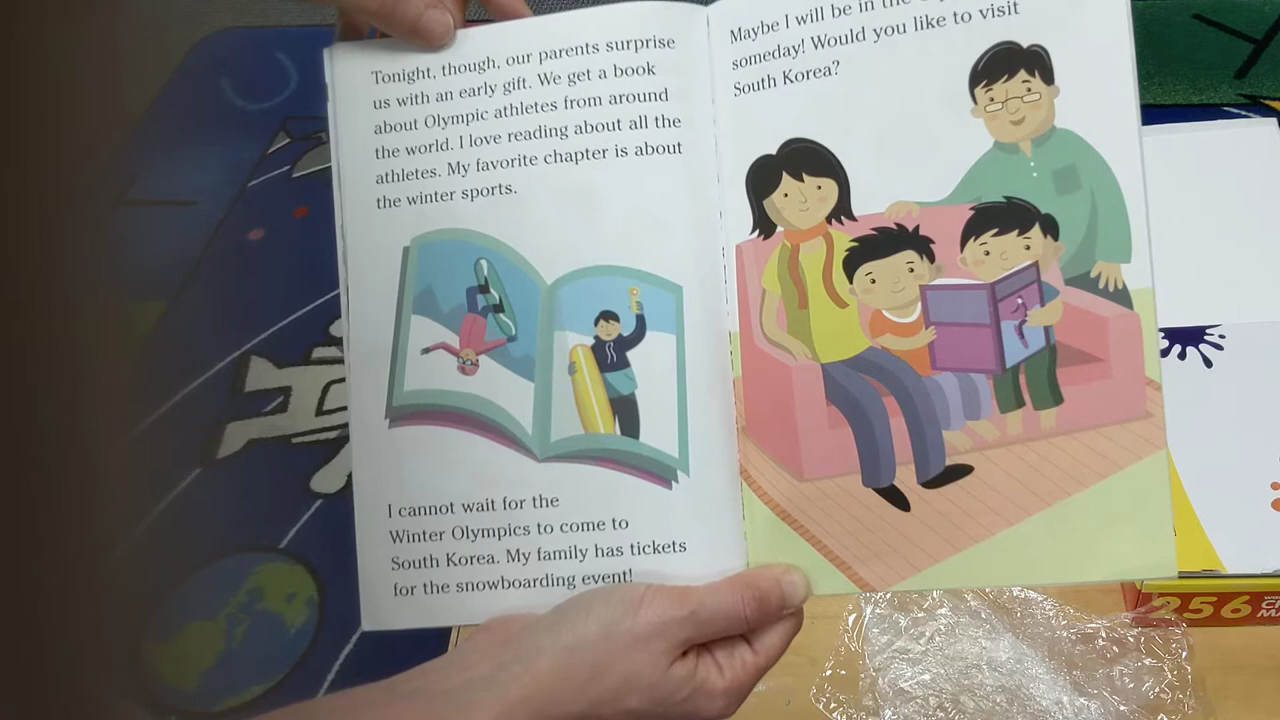 Tonight, though, our parents surprise
us with an early gift. We get a book
about Olympic athletes from around
the world. I love reading about all the
athletes. My favorite chapter is about
the winter sports.
I cannot wait for the
Winter Olympics to come to
South Korea. My family has tickets
for the snowboarding event!
Maybe I will be in the
someday! Would you like to visit
South Korea?
256